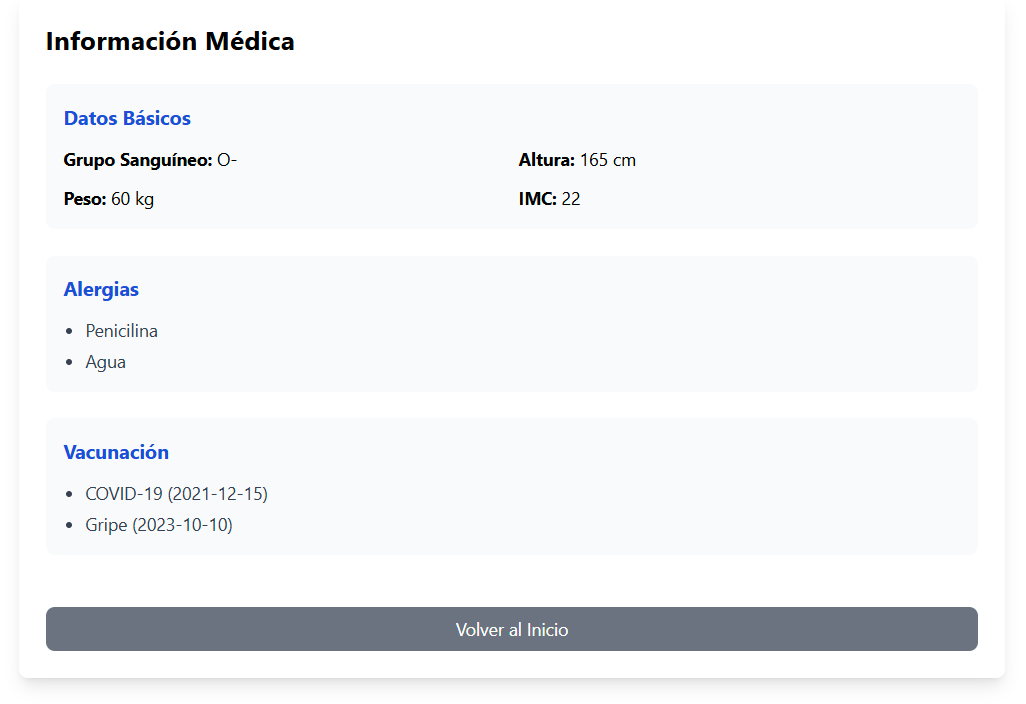 Información Médica
Datos Básicos
Grupo Sanguíneo: O-
Altura: 165 cm
Peso: 60 kg
IMC: 22
Alergias
Penicilina
Agua
Vacunación
COVID-19 (2021-12-15)
Gripe (2023-10-10)
Volver al Inicio